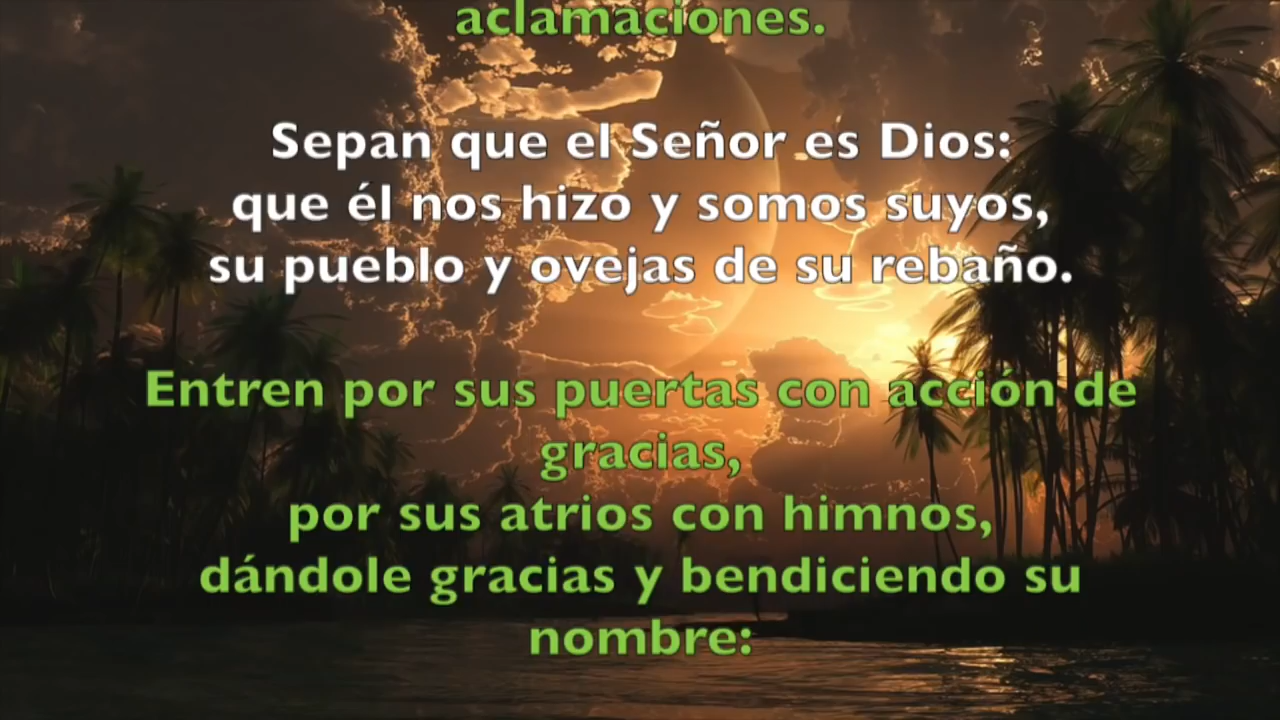 aclamaciones.
Sepan que el Señor es Dios:
que él nos hizo y somos suyos,
su pueblo y ovejas de su rebaño.
Entren por sus puertas con acción de
gracias,
por sus atrios con himnos,
dándole gracias y bendiciendo su
nombre: